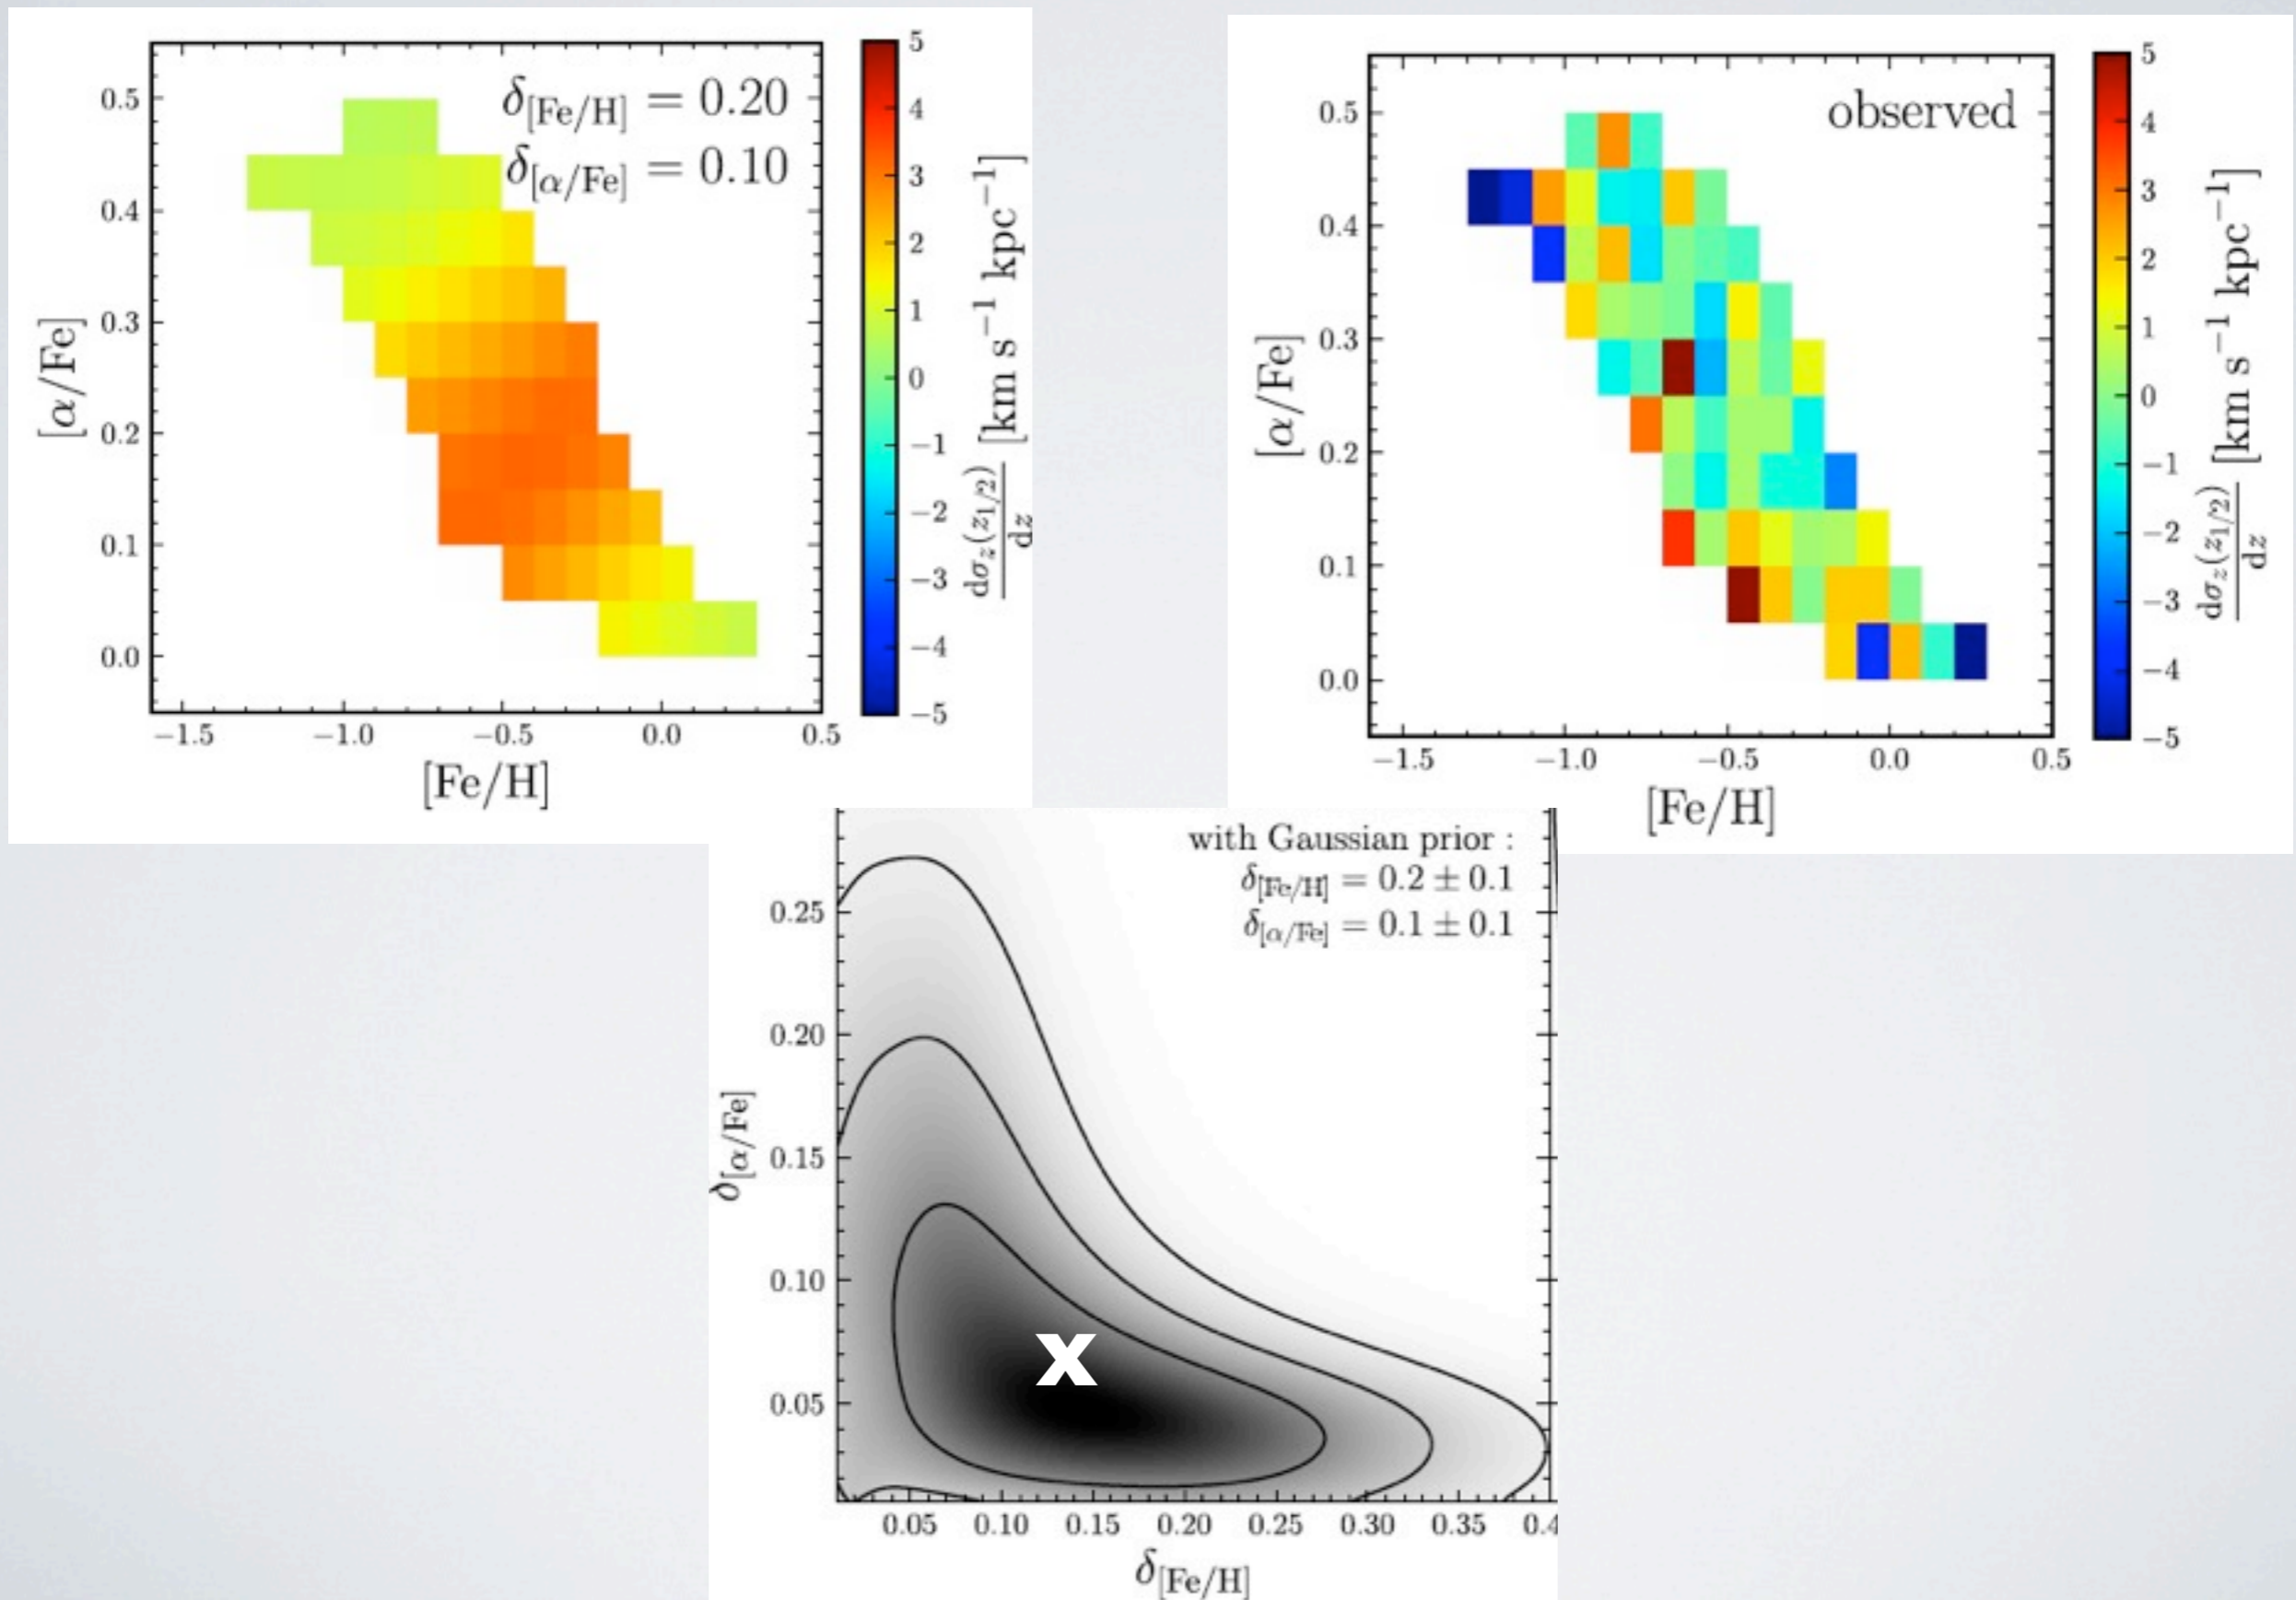 δ[Fe/H] = 0.20
δ[α/Fe] = 0.10
0.5
0.4
0.3
0.2
0.1
0.0
[α/Fe]
−1.5 −1.0 −0.5 0.0 0.5
[Fe/H]
5
4
3
2
1
0
−1
−2
−3
−4
−5
dσz(z1/2)/dz [km s−1 kpc−1]
observed
0.5
0.4
0.3
0.2
0.1
0.0
[α/Fe]
−1.5 −1.0 −0.5 0.0 0.5
[Fe/H]
5
4
3
2
1
0
−1
−2
−3
−4
−5
dσz(z1/2)/dz [km s−1 kpc−1]
with Gaussian prior :
δ[Fe/H] = 0.2 ± 0.1
δ[α/Fe] = 0.1 ± 0.1
0.25
0.20
0.15
0.10
0.05
δ[α/Fe]
x
0.05 0.10 0.15 0.20 0.25 0.30 0.35 0.4
δ[Fe/H]